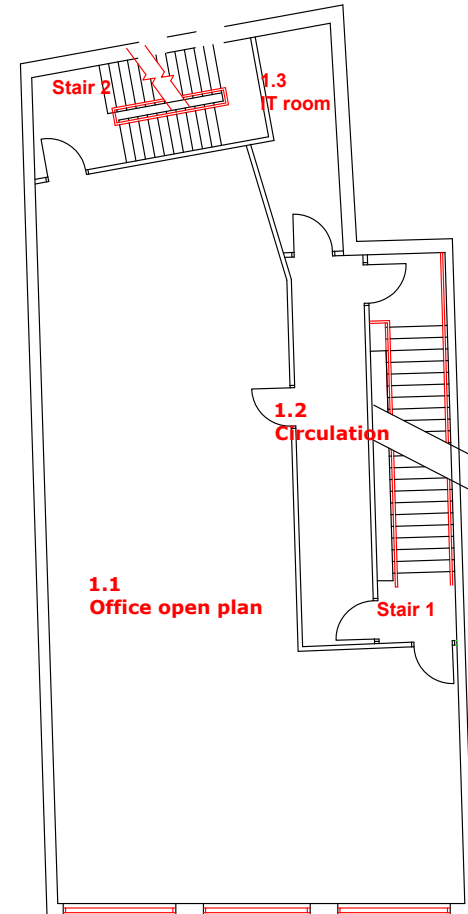 Stair 2
1.3
IT room
1.2
Circulation
1.1
Office open plan
Stair 1